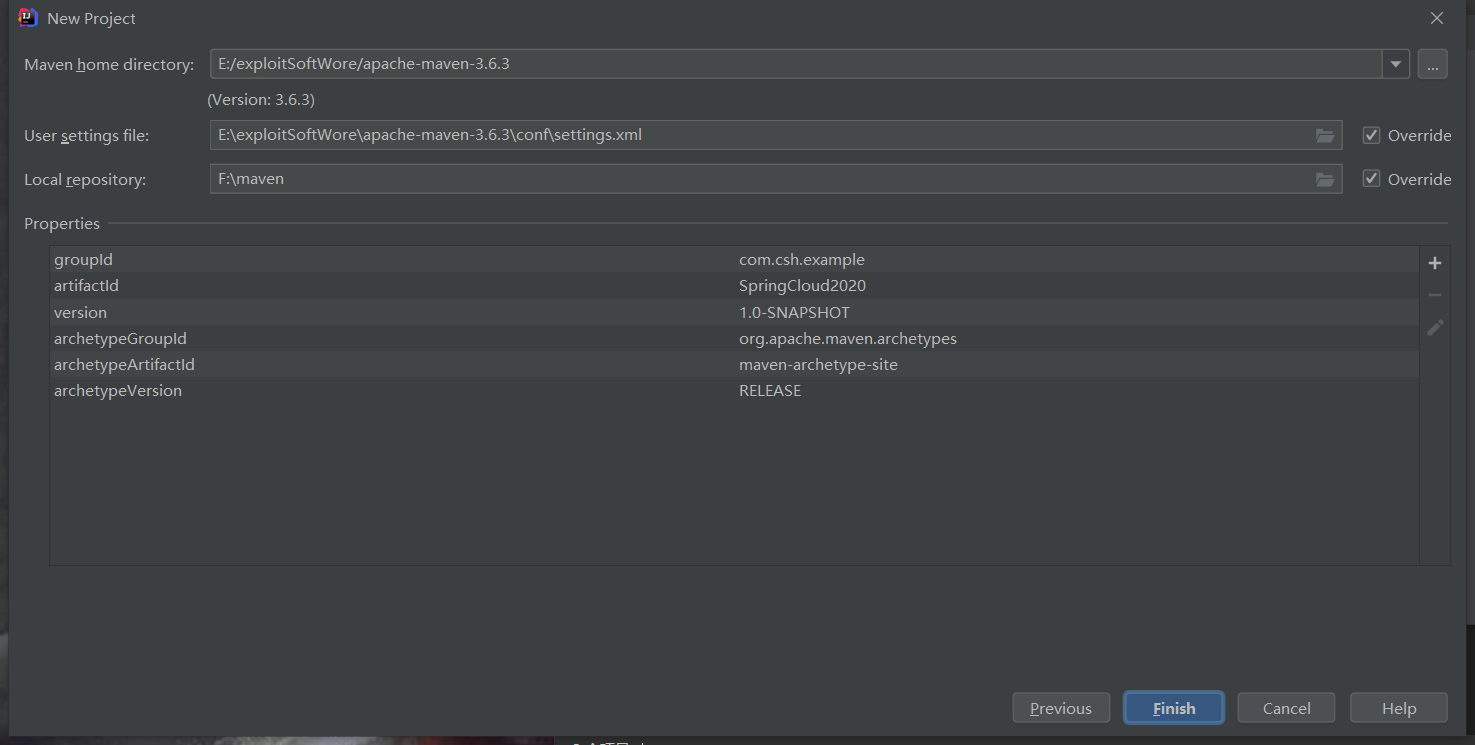 New Project
Maven home directory: E:/exploitSoftWore/apache-maven-3.6.3 ...
(Version: 3.6.3)
User settings file: E:\exploitSoftWore\apache-maven-3.6.3\conf\settings.xml Override
Local repository: F:\maven Override
Properties
groupId com.csh.example
artifactId SpringCloud2020
version 1.0-SNAPSHOT
archetypeGroupId org.apache.maven.archetypes
archetypeArtifactId maven-archetype-site
archetypeVersion RELEASE
Previous Finish Cancel Help